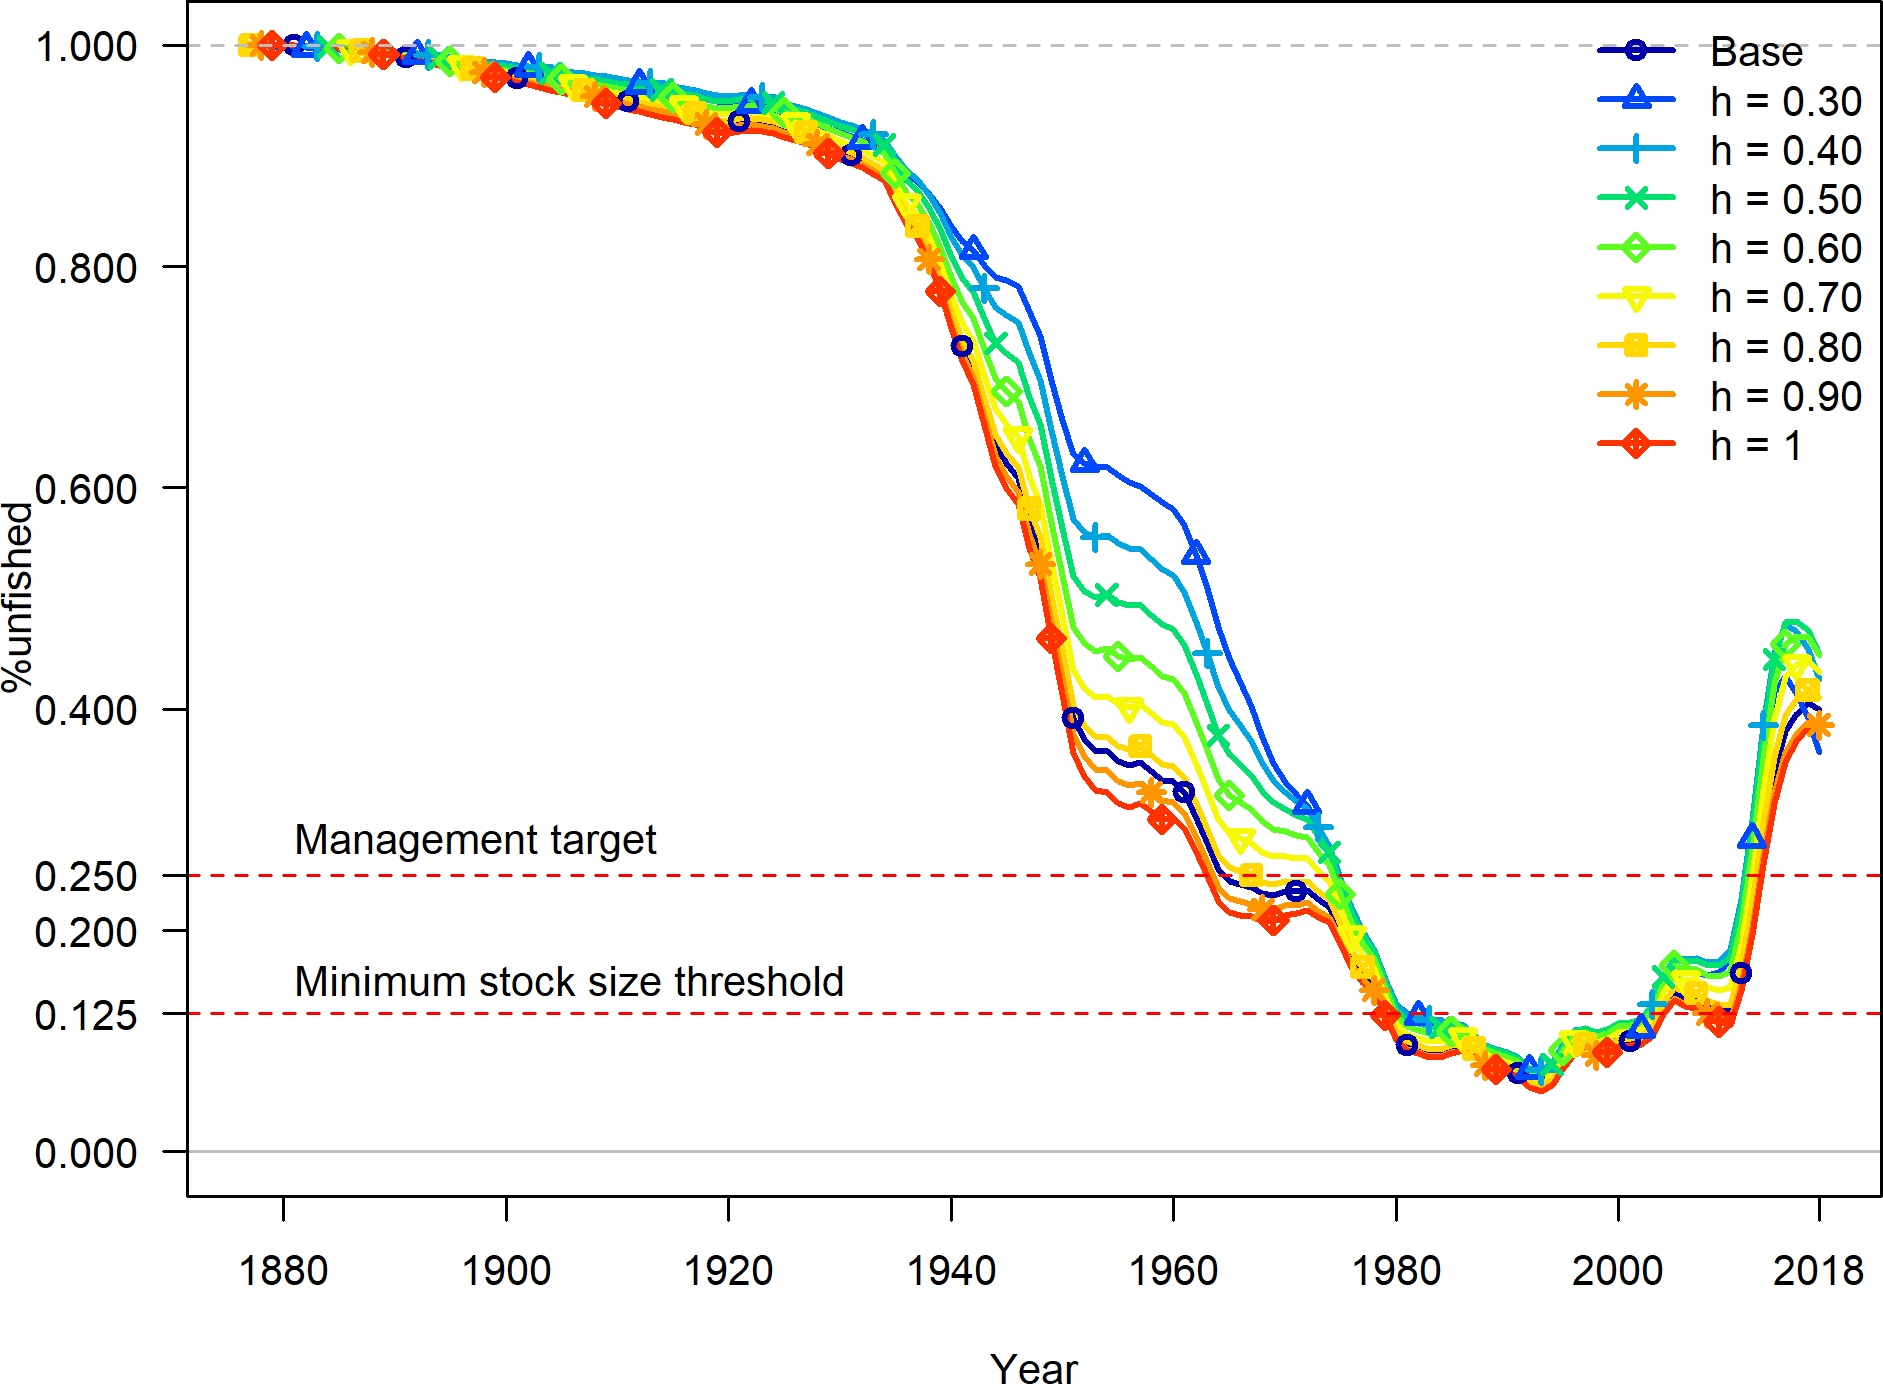 1.000
0.800
0.600
0.400
0.250
0.200
0.125
0.000
%unfished
Base
h = 0.30
h = 0.40
h = 0.50
h = 0.60
h = 0.70
h = 0.80
h = 0.90
h = 1
Management target
Minimum stock size threshold
1880 1900 1920 1940 1960 1980 2000 2018
Year